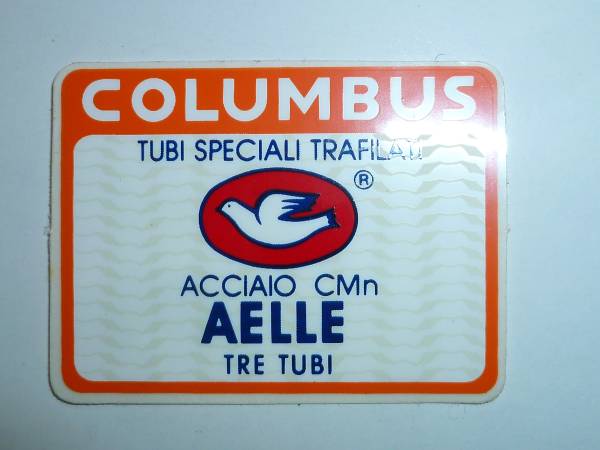 COLUMBUS
TUBI SPECIALI TRAFILATI
®
ACCIAIO CMn
AELLE
TRE TUBI